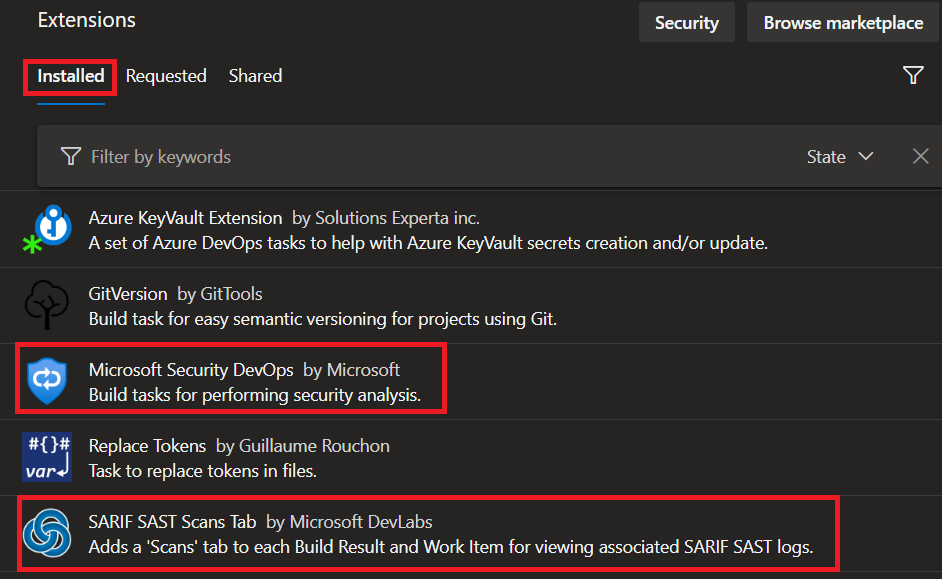 Extensions
Security
Browse marketplace
Installed
Requested
Shared
Filter by keywords
State
Azure KeyVault Extension by Solutions Experta inc.
A set of Azure DevOps tasks to help with Azure KeyVault secrets creation and/or update.
GitVersion by GitTools
Build task for easy semantic versioning for projects using Git.
Microsoft Security DevOps by Microsoft
Build tasks for performing security analysis.
#{}#
var
Replace Tokens by Guillaume Rouchon
Task to replace tokens in files.
SARIF SAST Scans Tab by Microsoft DevLabs
Adds a 'Scans' tab to each Build Result and Work Item for viewing associated SARIF SAST logs.